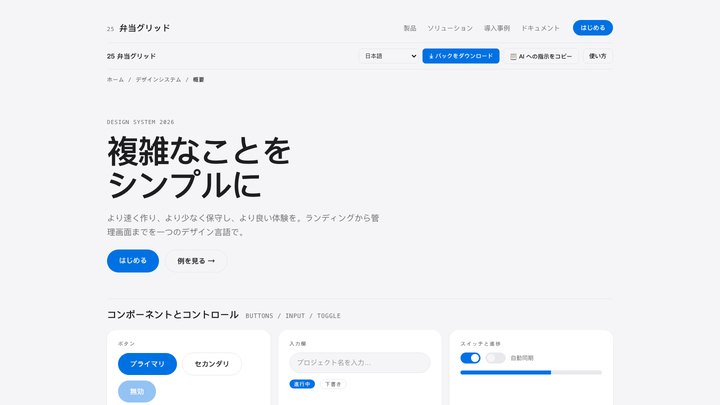 25 弁当グリッド
製品 ソリューション 導入事例 ドキュメント はじめる
25 弁当グリッド
日本語 ↓ パックをダウンロード 📋 AI への指示をコピー 使い方
ホーム / デザインシステム / 概要
DESIGN SYSTEM 2026
複雑なことを
シンプルに
より速く作り、より少なく保守し、より良い体験を。ランディングから管
理画面までを一つのデザイン言語で。
はじめる 例を見る →
コンポーネントとコントロール BUTTONS / INPUT / TOGGLE
ボタン
プライマリ セカンダリ
無効
入力欄
プロジェクト名を入力...
進行中 下書き
スイッチと進捗
自動同期